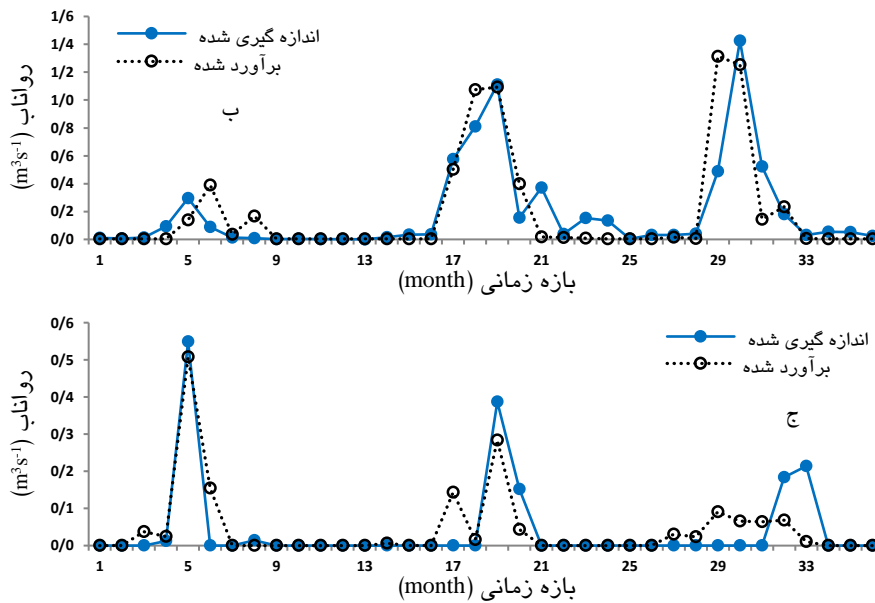 1/6
1/4
1/2
1/0
0/8
0/6
0/4
0/2
0/0
رواناب (m³s⁻¹)
اندازه گیری شده
برآورد شده
ب
1 5 9 13 17 21 25 29 33
بازه زمانی (month)
0/6
0/5
0/4
0/3
0/2
0/1
0/0
رواناب (m³s⁻¹)
اندازه گیری شده
برآورد شده
ج
1 5 9 13 17 21 25 29 33
بازه زمانی (month)